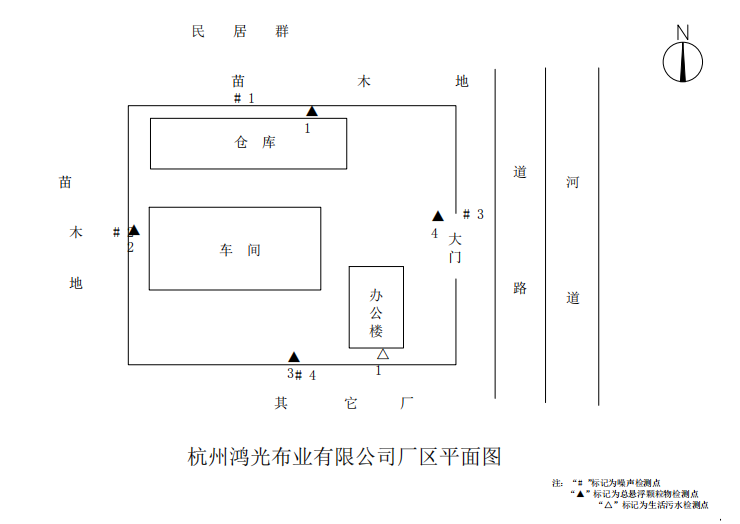 N
民 居 群
苗 木 地
# 1
▲
1
仓 库
苗
木
地
# 2
▲
2
车 间
▲
4
# 3
大
门
道
路
河
道
办
公
楼
▲
3
# 4
△
1
其 它 厂
杭州鸿光布业有限公司厂区平面图
注: “#”标记为噪声检测点
“▲”标记为总悬浮颗粒物检测点
“△”标记为生活污水检测点